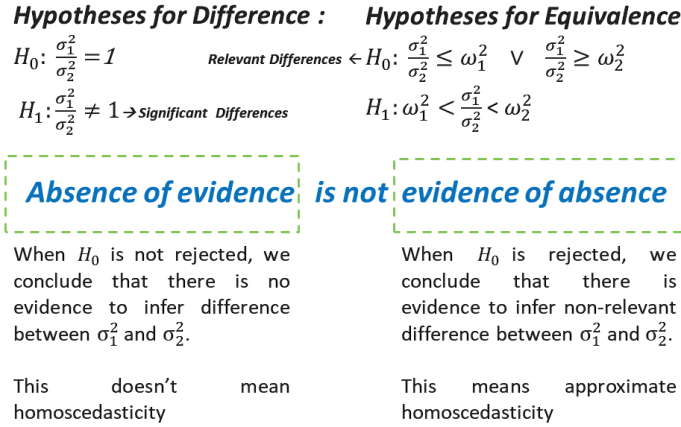 Hypotheses for Difference :
H₀: σ₁²/σ₂² = 1
H₁: σ₁²/σ₂² ≠ 1 → Significant Differences
Hypotheses for Equivalence
Relevant Differences ← H₀: σ₁²/σ₂² ≤ ω₁² ∨ σ₁²/σ₂² ≥ ω₂²
H₁: ω₁² < σ₁²/σ₂² < ω₂²
Absence of evidence is not evidence of absence
When H₀ is not rejected, we
conclude that there is no
evidence to infer difference
between σ₁² and σ₂².
This doesn’t mean
homoscedasticity
When H₀ is rejected, we
conclude that there is
evidence to infer non-relevant
difference between σ₁² and σ₂².
This means approximate
homoscedasticity